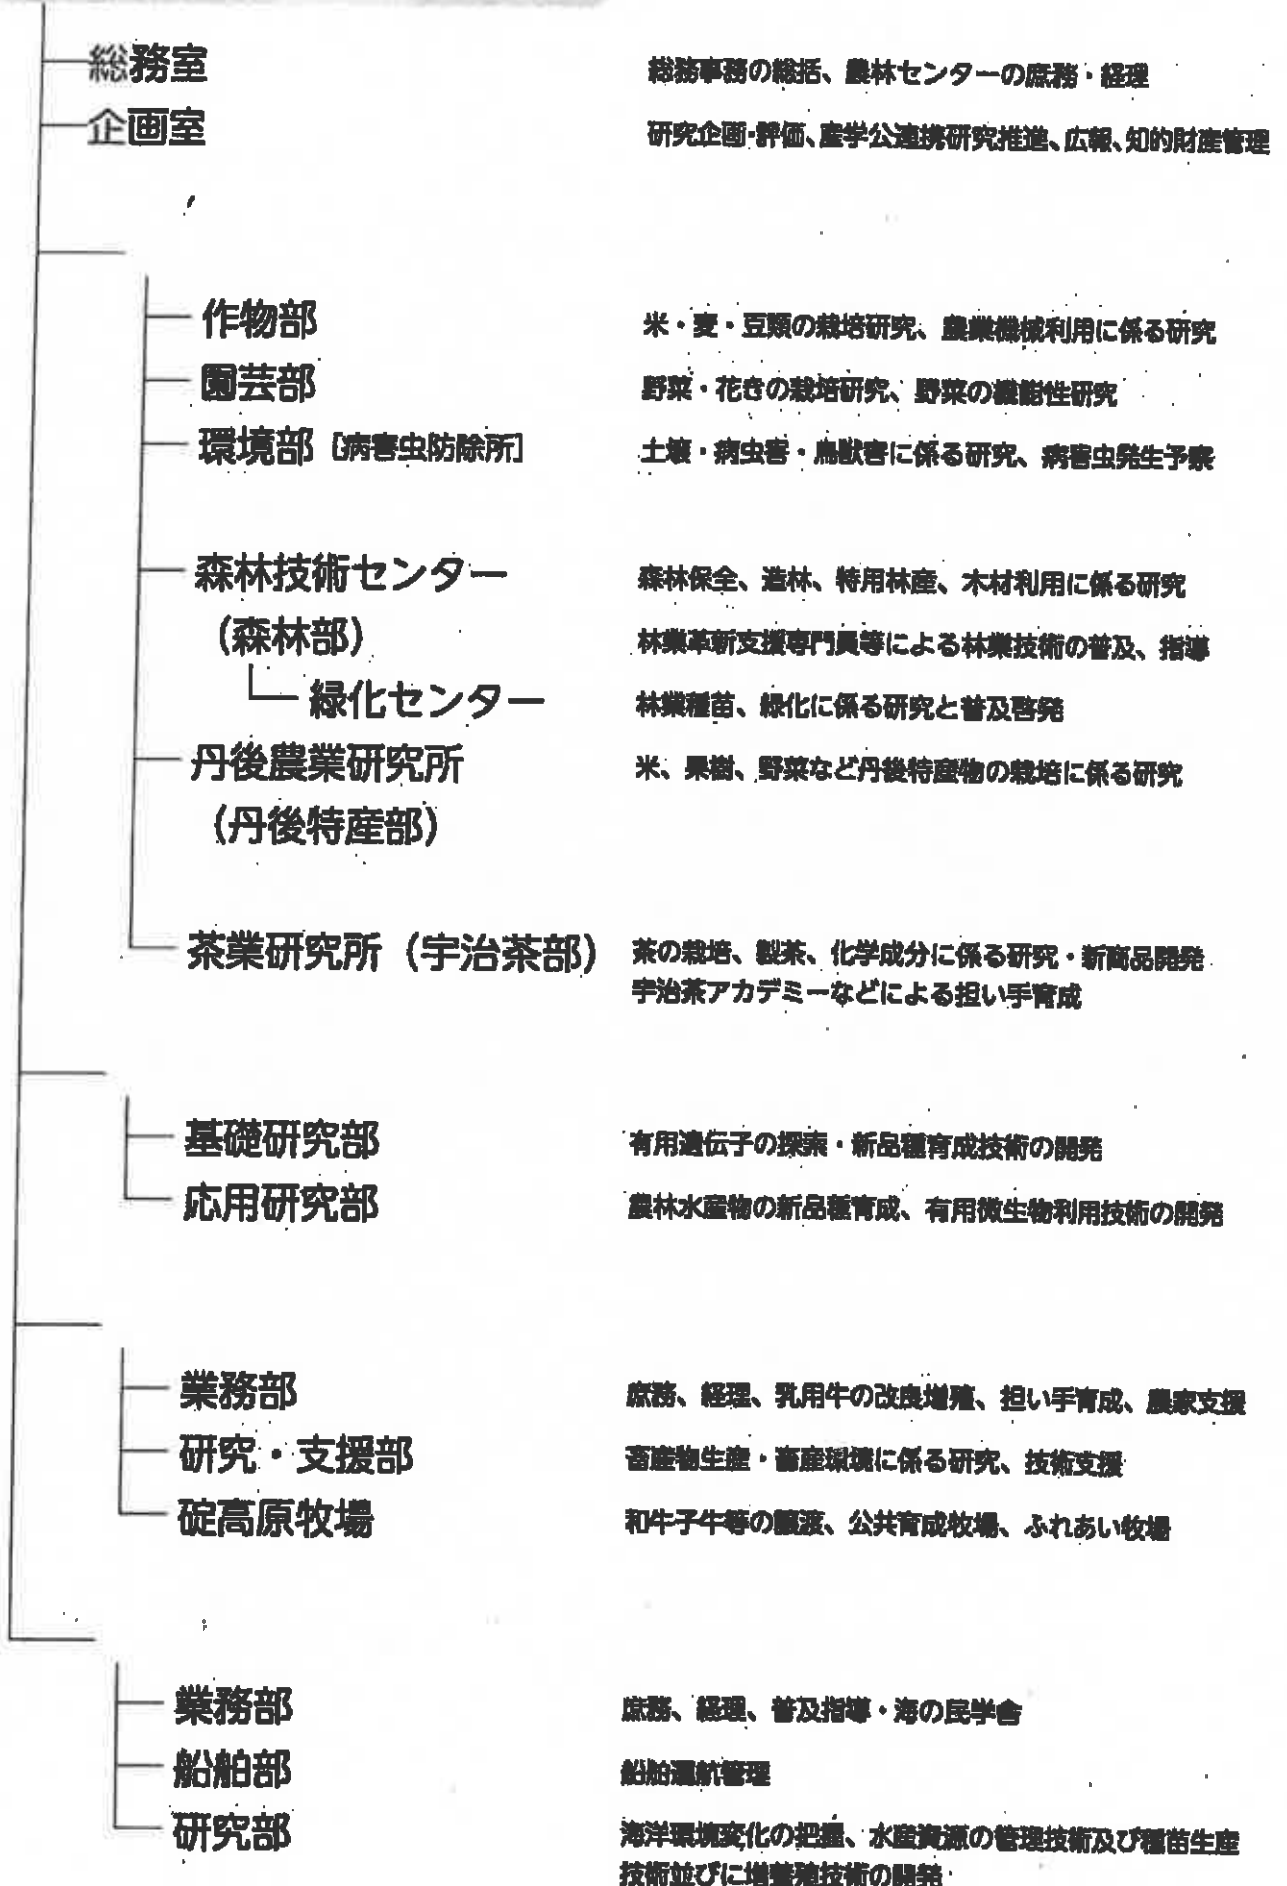 総務室 総務事務の総括、農林センターの庶務・経理
企画室 研究企画・評価、産学公連携研究推進、広報、知的財産管理
作物部 米・麦・豆類の栽培研究、農業機械利用に係る研究
園芸部 野菜・花きの栽培研究、野菜の機能性研究
環境部［病害虫防除所］ 土壌・病虫害・鳥獣害に係る研究、病害虫発生予察
森林技術センター 森林保全、造林、特用林産、木材利用に係る研究
（森林部） 林業革新支援専門員等による林業技術の普及、指導
緑化センター 林業種苗、緑化に係る研究と普及啓発
丹後農業研究所 米、果樹、野菜など丹後特産物の栽培に係る研究
（丹後特産部）
茶業研究所（宇治茶部） 茶の栽培、製茶、化学成分に係る研究・新商品開発
宇治茶アカデミーなどによる担い手育成
基礎研究部 有用遺伝子の探索・新品種育成技術の開発
応用研究部 農林水産物の新品種育成、有用微生物利用技術の開発
業務部 庶務、経理、乳用牛の改良増殖、担い手育成、農家支援
研究・支援部 畜産物生産・畜産環境に係る研究、技術支援
碇高原牧場 和牛子牛等の譲渡、公共育成牧場、ふれあい牧場
業務部 庶務、経理、普及指導・海の民学舎
船舶部 船舶運航管理
研究部 海洋環境変化の把握、水産資源の管理技術及び種苗生産
技術並びに増養殖技術の開発